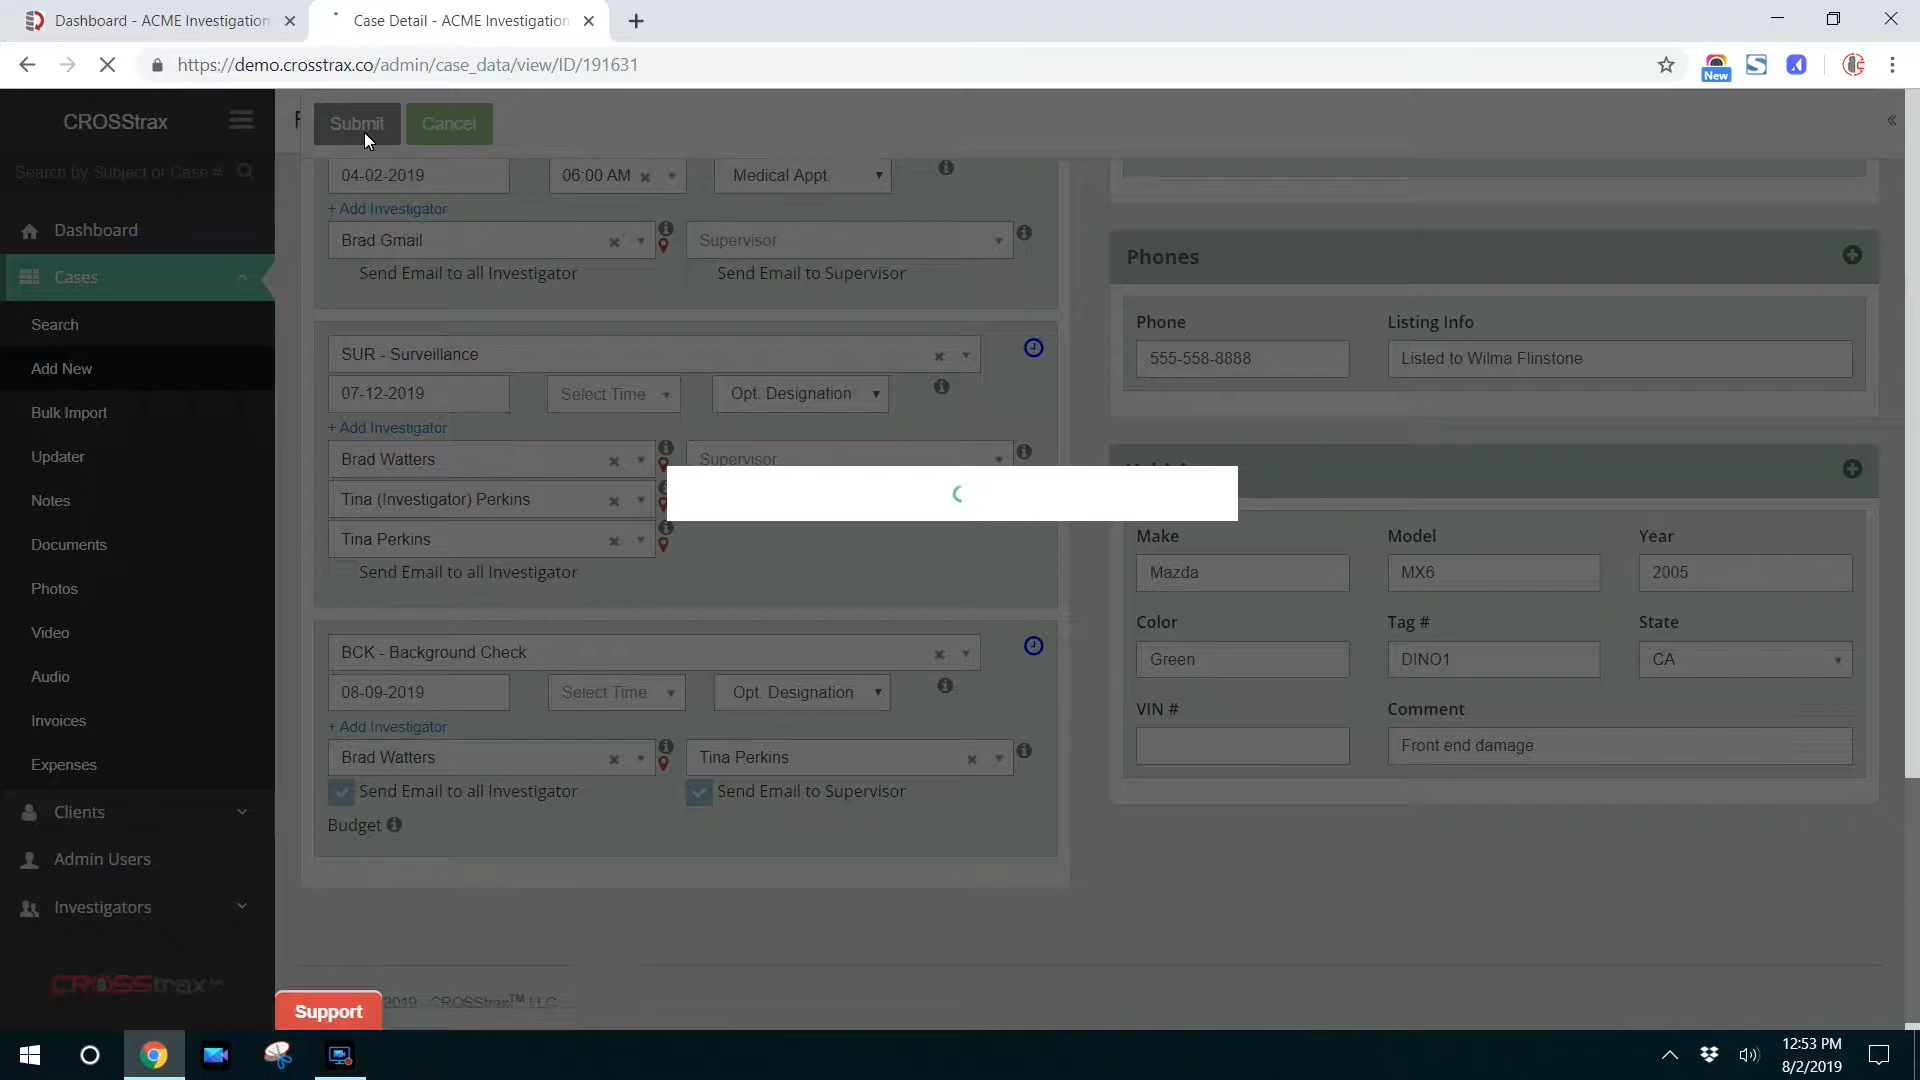 Dashboard - ACME Investigation
Case Detail - ACME Investigation
https://demo.crosstrax.co/admin/case_data/view/ID/191631
New
CROSStrax
Submit
Cancel
Search by Subject or Case #
04-02-2019
06:00 AM
Medical Appt.
+ Add Investigator
Brad Gmail
Supervisor
Send Email to all Investigator
Send Email to Supervisor
Dashboard
Cases
Search
Add New
Bulk Import
Updater
Notes
Documents
Photos
Video
Audio
Invoices
Expenses
Clients
Admin Users
Investigators
CROSStrax
SUR - Surveillance
07-12-2019
Select Time
Opt. Designation
+ Add Investigator
Brad Watters
Supervisor
Tina (Investigator) Perkins
Tina Perkins
Send Email to all Investigator
BCK - Background Check
08-09-2019
Select Time
Opt. Designation
+ Add Investigator
Brad Watters
Tina Perkins
Send Email to all Investigator
Send Email to Supervisor
Budget
Phones
Phone
Listing Info
555-558-8888
Listed to Wilma Flinstone
Make
Model
Year
Mazda
MX6
2005
Color
Tag #
State
Green
DINO1
CA
VIN #
Comment
Front end damage
Support
2019 CROSStrax™ LLC
12:53 PM
8/2/2019